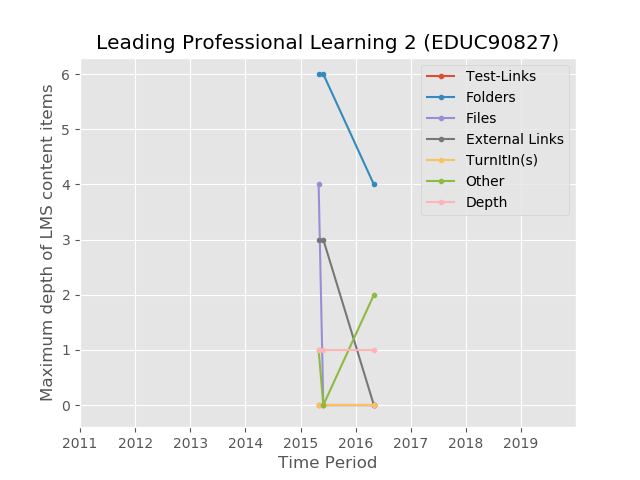 Leading Professional Learning 2 (EDUC90827)
Test-Links
Folders
Files
External Links
TurnItIn(s)
Other
Depth
Maximum depth of LMS content items
6
5
4
3
2
1
0
2011 2012 2013 2014 2015 2016 2017 2018 2019
Time Period